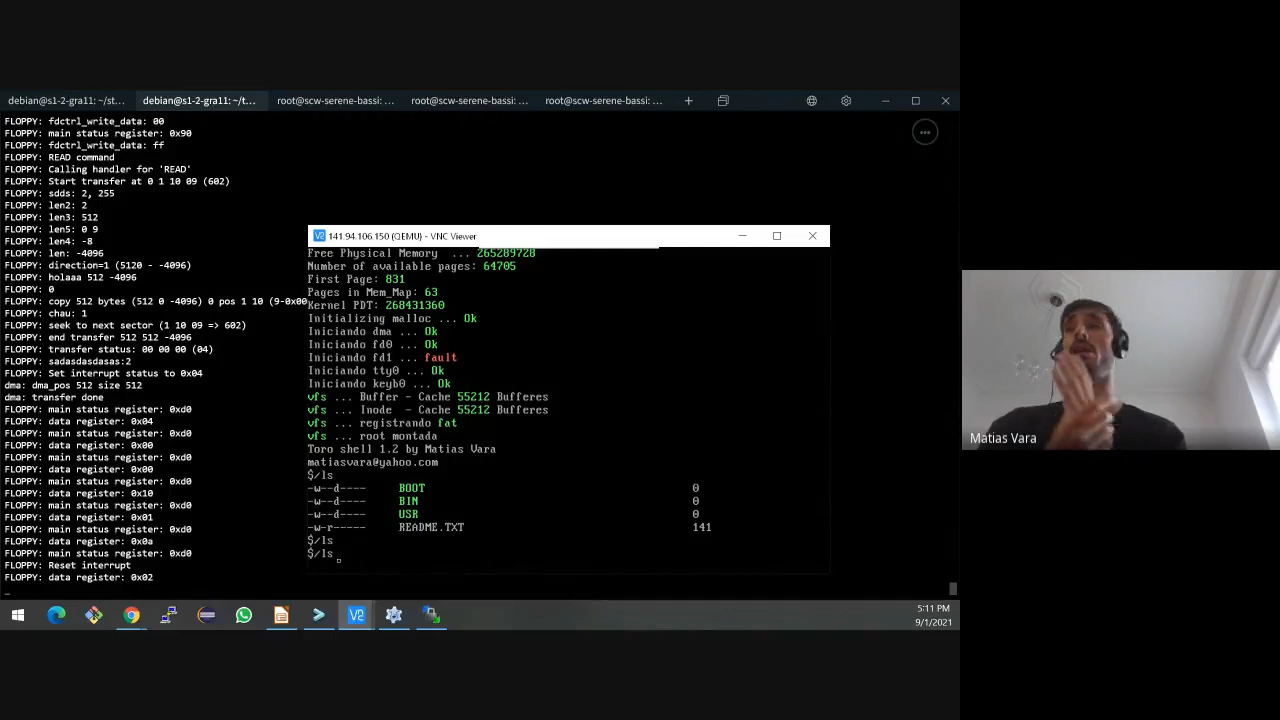 debian@s1-2-gra11: ~/st...
debian@s1-2-gra11: ~/t...
root@scw-serene-bassi: ...
root@scw-serene-bassi: ...
root@scw-serene-bassi: ...
FLOPPY: fdctrl_write_data: 00
FLOPPY: main status register: 0x90
FLOPPY: fdctrl_write_data: ff
FLOPPY: READ command
FLOPPY: Calling handler for 'READ'
FLOPPY: Start transfer at 0 1 10 09 (602)
FLOPPY: sdds: 2, 255
FLOPPY: len2: 2
FLOPPY: len3: 512
FLOPPY: len5: 0 9
FLOPPY: len4: -8
FLOPPY: len: -4096
FLOPPY: direction=1 (5120 - -4096)
FLOPPY: holaaa 512 -4096
FLOPPY: 0
FLOPPY: copy 512 bytes (512 0 -4096) 0 pos 1 10 (9-0x00
FLOPPY: chau: 1
FLOPPY: seek to next sector (1 10 09 => 602)
FLOPPY: end transfer 512 512 -4096
FLOPPY: transfer status: 00 00 00 (04)
FLOPPY: sadasdasdasas:2
FLOPPY: Set interrupt status to 0x04
dma: dma_pos 512 size 512
dma: transfer done
FLOPPY: main status register: 0xd0
FLOPPY: data register: 0x04
FLOPPY: main status register: 0xd0
FLOPPY: data register: 0x00
FLOPPY: main status register: 0xd0
FLOPPY: data register: 0x00
FLOPPY: main status register: 0xd0
FLOPPY: data register: 0x10
FLOPPY: main status register: 0xd0
FLOPPY: data register: 0x01
FLOPPY: main status register: 0xd0
FLOPPY: data register: 0x0a
FLOPPY: main status register: 0xd0
FLOPPY: Reset interrupt
FLOPPY: data register: 0x02
V2 141.94.106.150 (QEMU) - VNC Viewer
Free Physical Memory ... 265289728
Number of available pages: 64705
First Page: 831
Pages in Mem_Map: 63
Kernel PDT: 268431360
Initializing malloc ... Ok
Iniciando dma ... Ok
Iniciando fd0 ... Ok
Iniciando fd1 ... fault
Iniciando tty0 ... Ok
Iniciando keyb0 ... Ok
vfs ... Buffer - Cache 55212 Bufferes
vfs ... Inode - Cache 55212 Bufferes
vfs ... registrando fat
vfs ... root montada
Toro shell 1.2 by Matias Vara
matiasvara@yahoo.com
$/ls
-w--d---- BOOT 0
-w--d---- BIN 0
-w--d---- USR 0
-w-r----- README.TXT 141
$/ls
$/ls
Matias Vara
V2
5:11 PM
9/1/2021